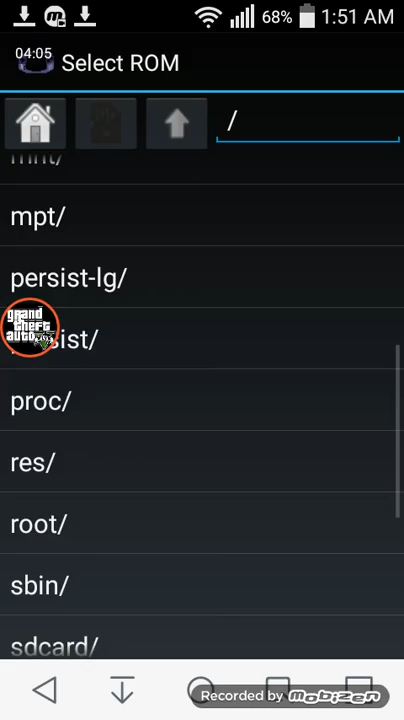 68% 1:51 AM
04:05
Select ROM
/
mnt/
mpt/
persist-lg/
grand
theft
auto
sist/
proc/
res/
root/
sbin/
sdcard/
Recorded by Mobizen